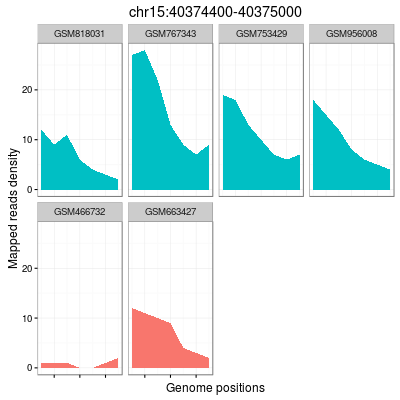 chr15:40374400-40375000
GSM818031 GSM767343 GSM753429 GSM956008
20
10
0
Mapped reads density
GSM466732 GSM663427
20
10
0
Genome positions